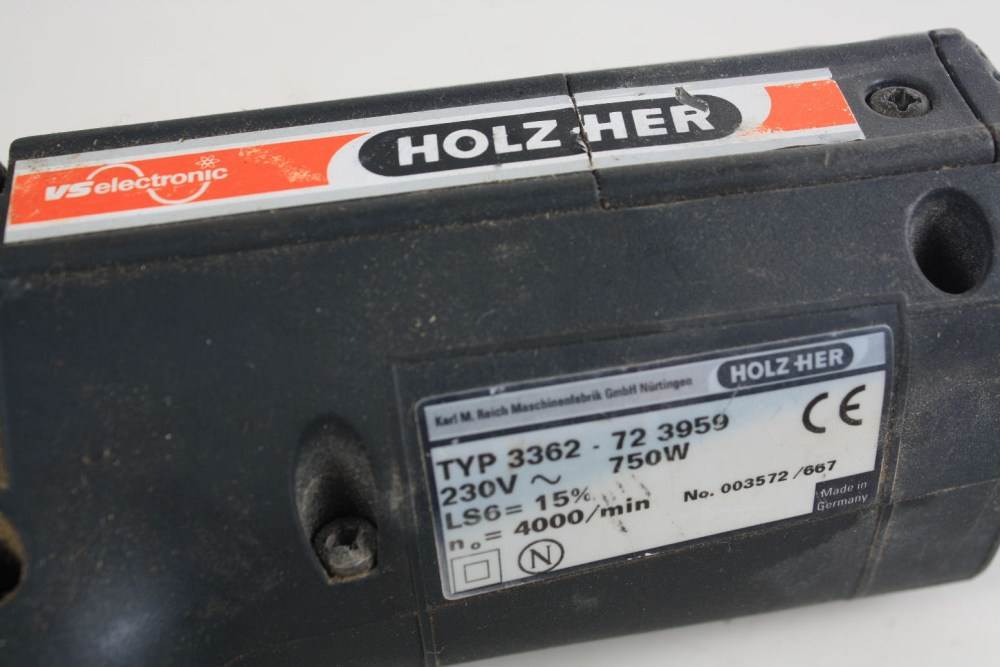 VS electronic
HOLZ-HER
Karl M. Reich Maschinenfabrik GmbH Nürtingen
HOLZ-HER
TYP 3362 - 72 3959
230V ~ 750W
LS6= 15%
n₀= 4000/min
No. 003572/667
CE
Made in
Germany
N